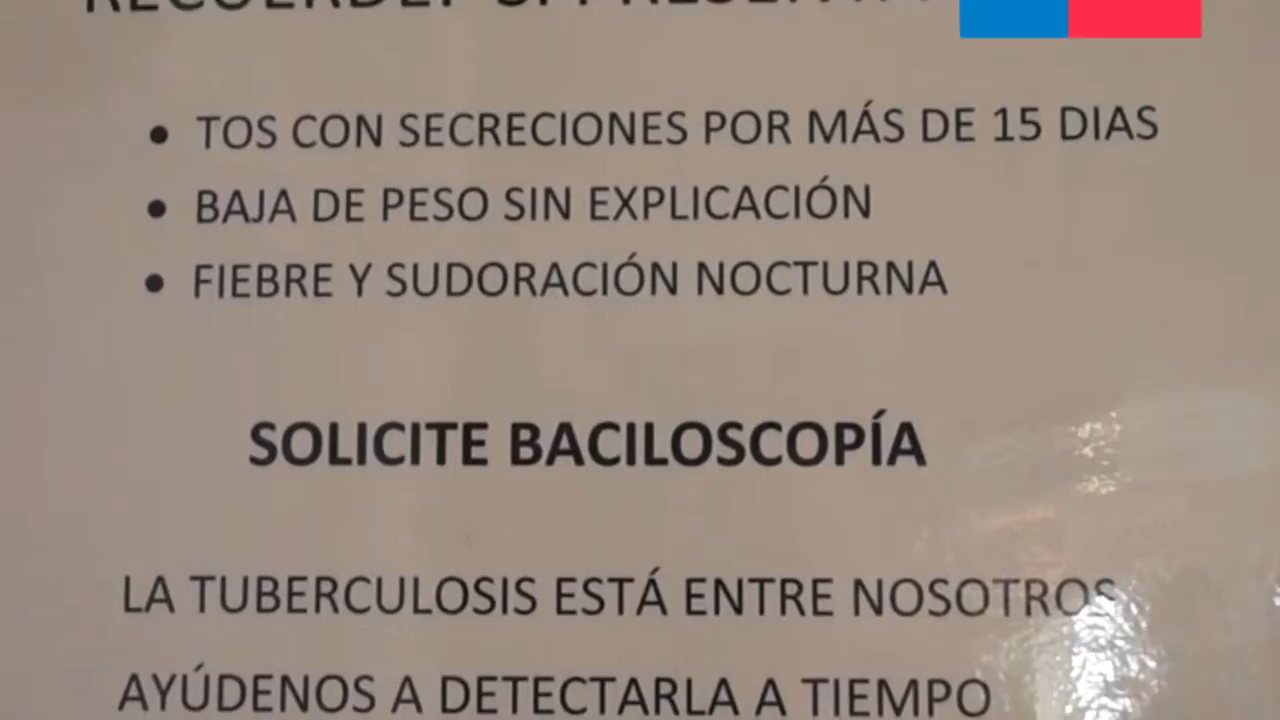 TOS CON SECRECIONES POR MÁS DE 15 DIAS
BAJA DE PESO SIN EXPLICACIÓN
FIEBRE Y SUDORACIÓN NOCTURNA
SOLICITE BACILOSCOPÍA
LA TUBERCULOSIS ESTÁ ENTRE NOSOTROS
AYÚDENOS A DETECTARLA A TIEMPO